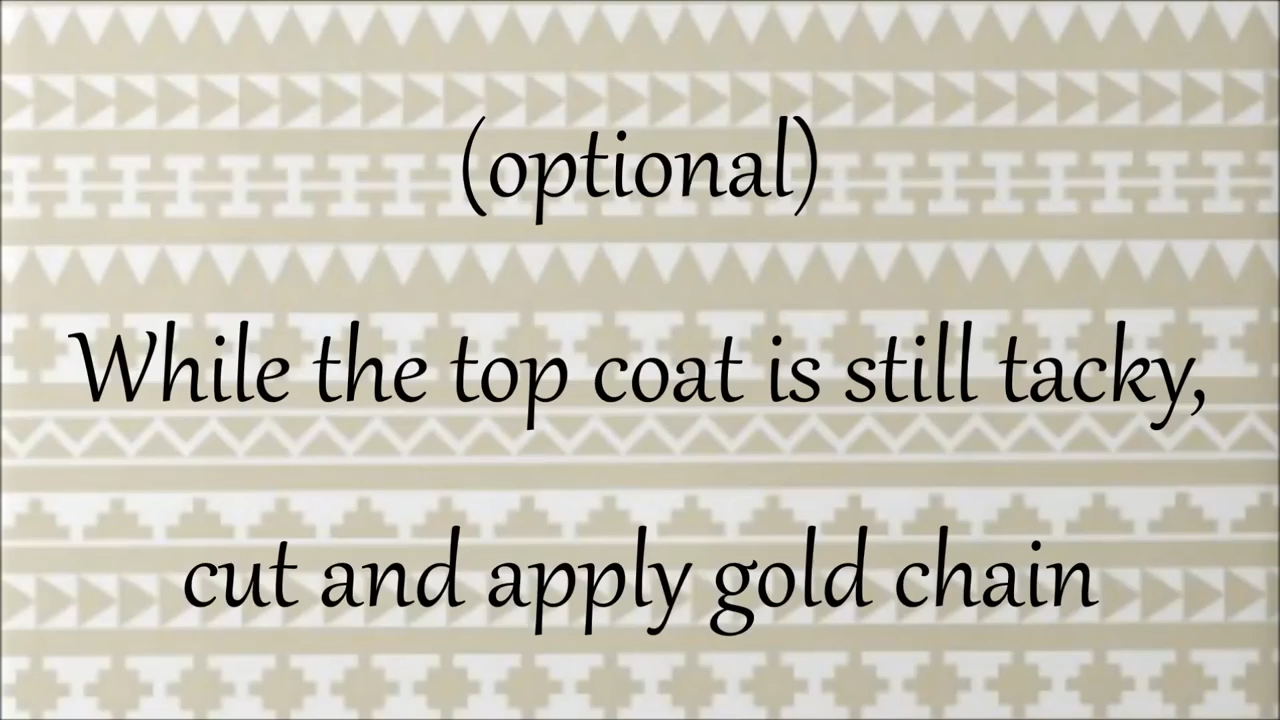 (optional)
While the top coat is still tacky,
cut and apply gold chain